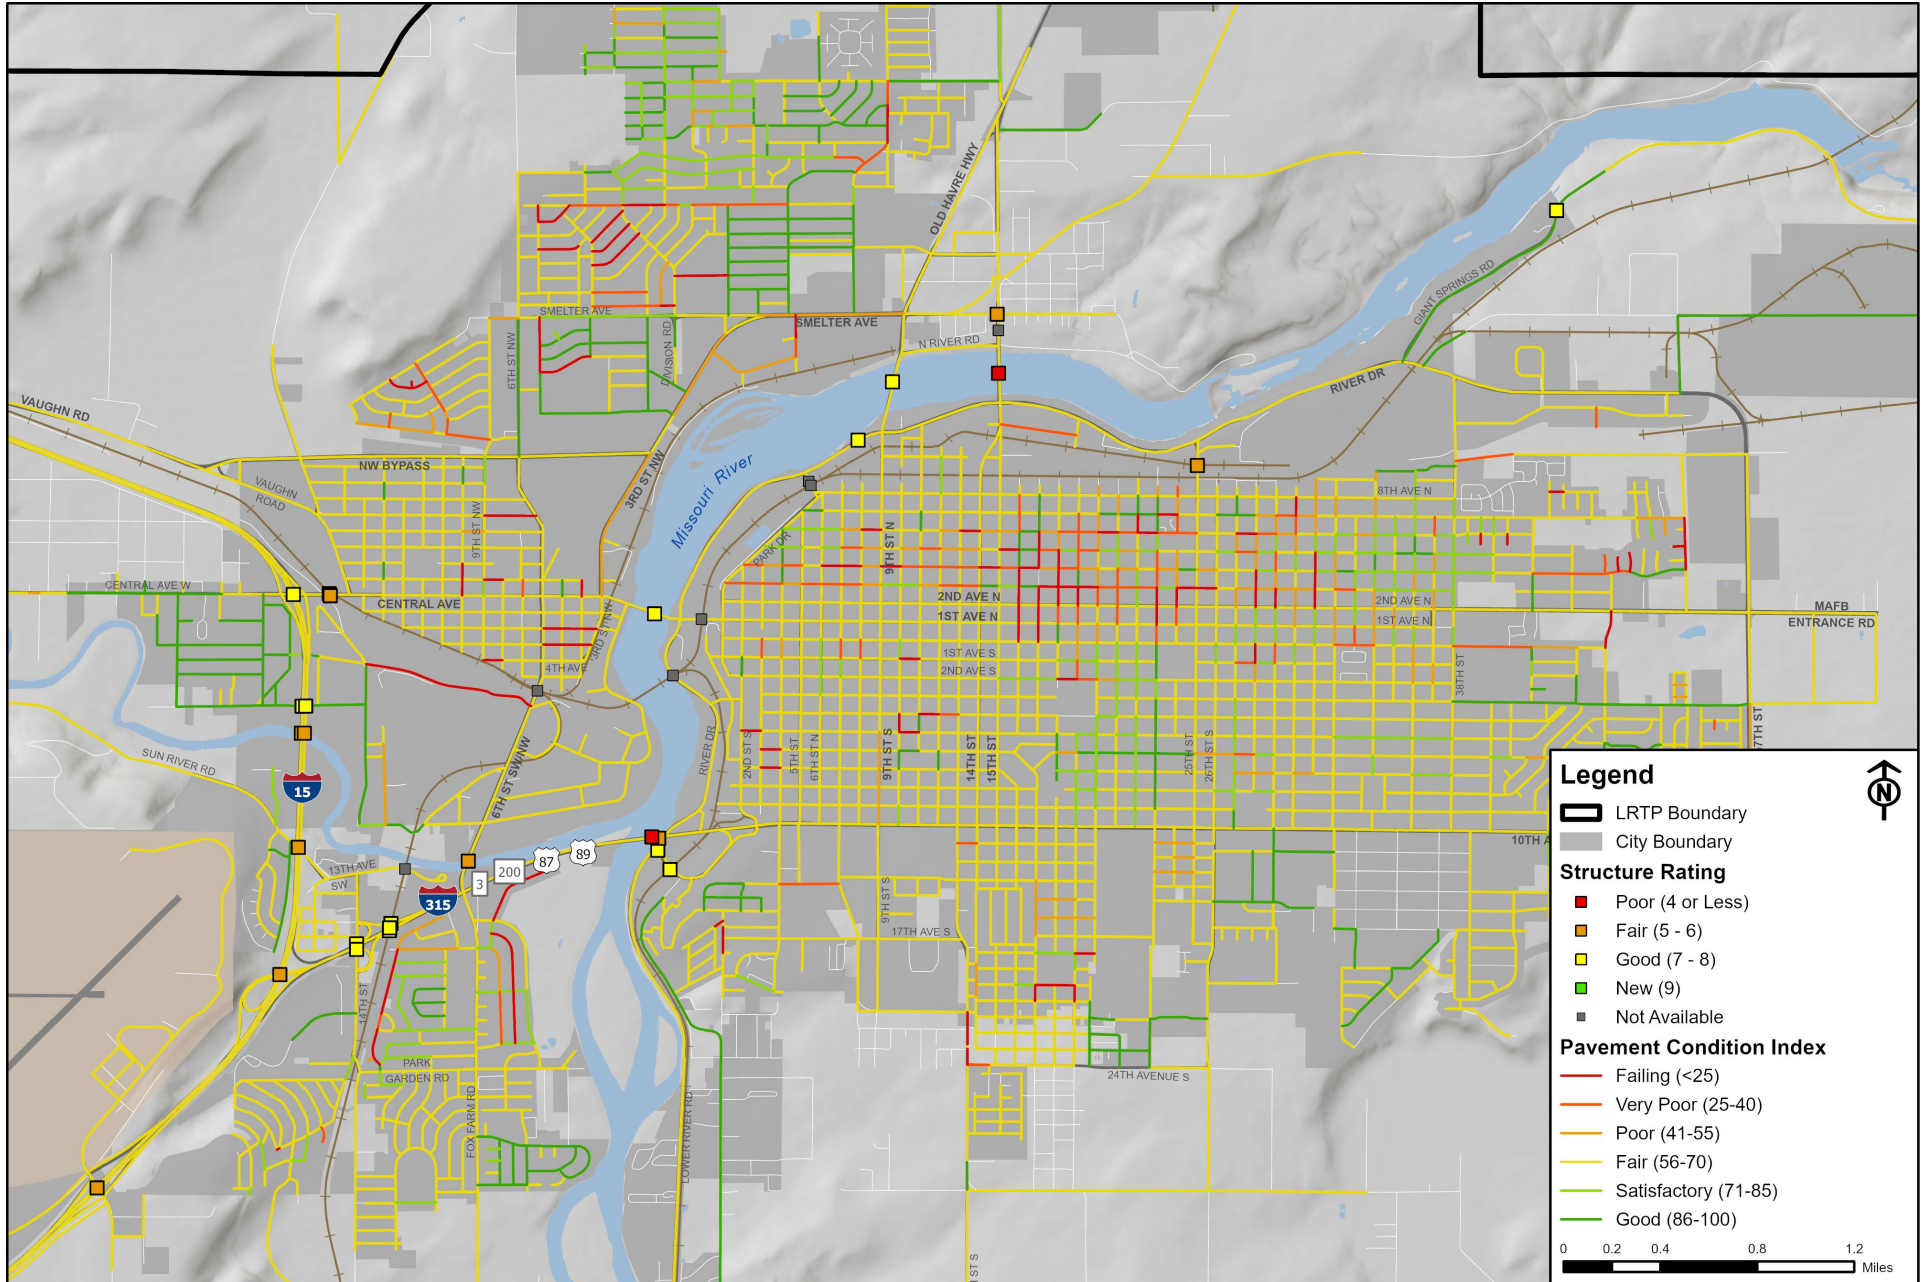 OLD HAVRE HWY
GIANT SPRINGS RD
SMELTER AVE
SMELTER AVE
N RIVER RD
6TH ST NW
DIVISION RD
RIVER DR
VAUGHN RD
NW BYPASS
VAUGHN
ROAD
3RD ST NW
Missouri River
9TH ST NW
8TH AVE N
PARK DR
9TH ST N
CENTRAL AVE W
CENTRAL AVE
2ND AVE N
2ND AVE N
1ST AVE N
1ST AVE N
MAFB
ENTRANCE RD
3RD ST NW
4TH AVE
1ST AVE S
2ND AVE S
38TH ST
57TH ST
SUN RIVER RD
6TH ST SW/NW
RIVER DR
2ND ST S
5TH ST
6TH ST N
9TH ST S
14TH ST
15TH ST
25TH ST
26TH ST S
15
10TH A
13TH AVE
SW
3
200
87
89
315
9TH ST S
17TH AVE S
14TH ST
PARK
GARDEN RD
FOX FARM RD
LOWER RIVER RD
24TH AVENUE S
ST S
Legend
N
LRTP Boundary
City Boundary
Structure Rating
Poor (4 or Less)
Fair (5 - 6)
Good (7 - 8)
New (9)
Not Available
Pavement Condition Index
Failing (<25)
Very Poor (25-40)
Poor (41-55)
Fair (56-70)
Satisfactory (71-85)
Good (86-100)
0 0.2 0.4 0.8 1.2
Miles